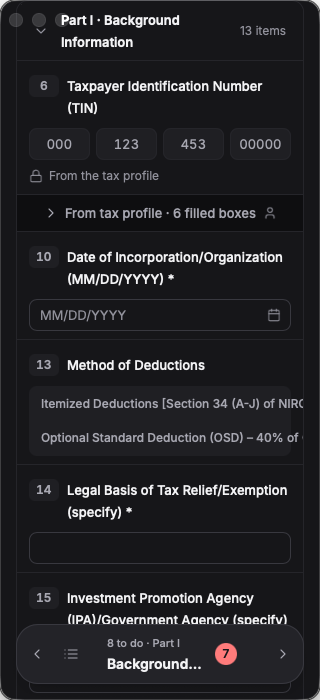 Part I · Background
Information
13 items
6
Taxpayer Identification Number
(TIN)
000
123
453
00000
From the tax profile
From tax profile · 6 filled boxes
10
Date of Incorporation/Organization
(MM/DD/YYYY) *
MM/DD/YYYY
13
Method of Deductions
Itemized Deductions [Section 34 (A-J) of NIRC
Optional Standard Deduction (OSD) – 40% of
14
Legal Basis of Tax Relief/Exemption
(specify) *
15
Investment Promotion Agency
(IPA)/Government Agency (specify)
8 to do · Part I
Background...
7